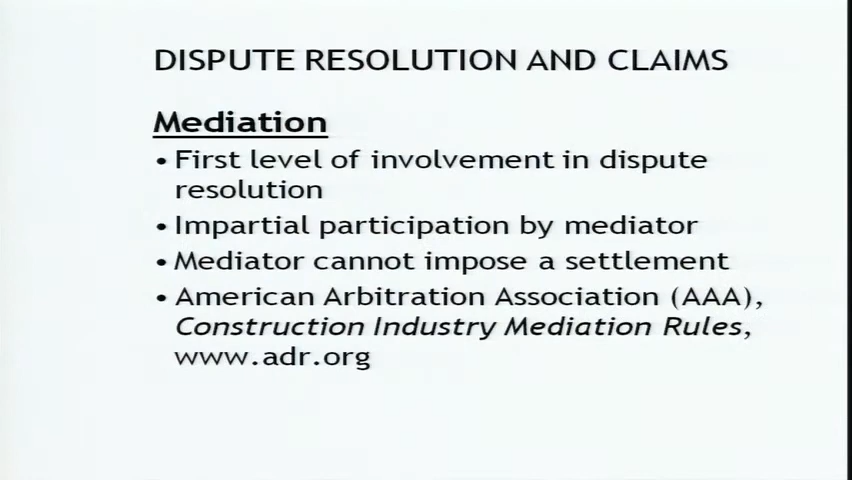 DISPUTE RESOLUTION AND CLAIMS
Mediation
• First level of involvement in dispute
resolution
• Impartial participation by mediator
• Mediator cannot impose a settlement
• American Arbitration Association (AAA),
Construction Industry Mediation Rules,
www.adr.org